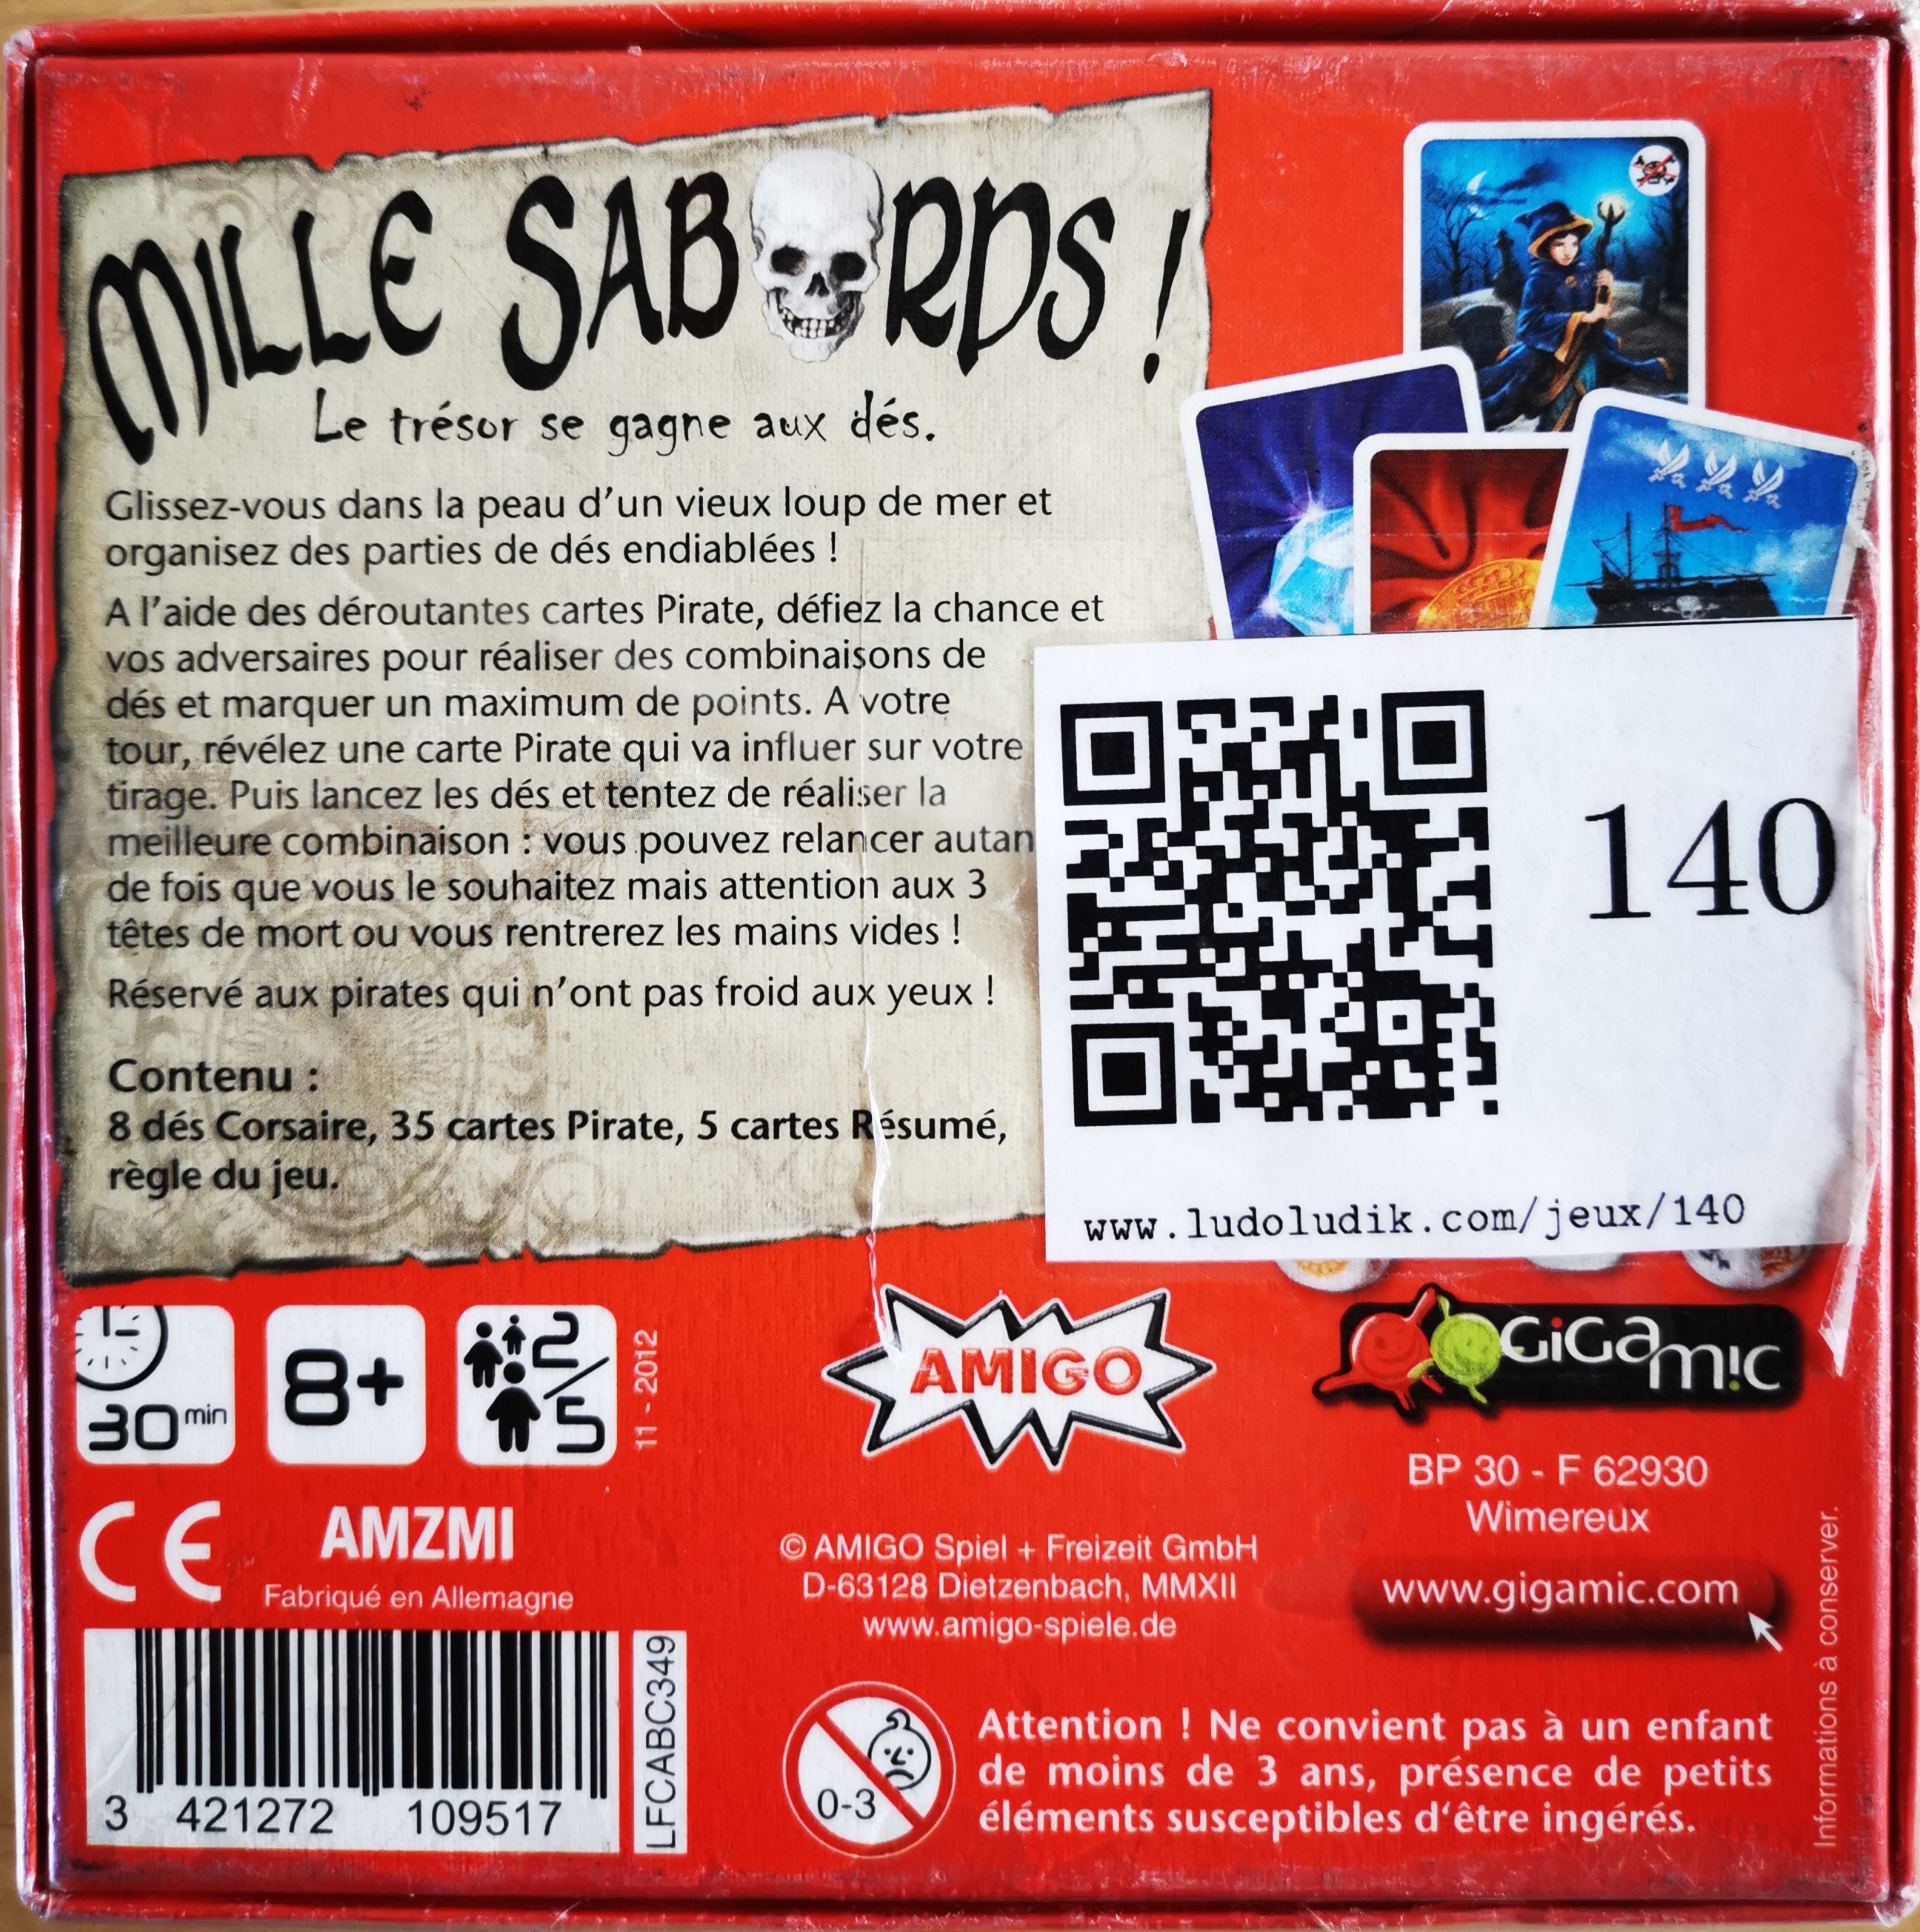 MILLE SABORDS !
Le trésor se gagne aux dés.
Glissez-vous dans la peau d'un vieux loup de mer et
organisez des parties de dés endiablées !
A l'aide des déroutantes cartes Pirate, défiez la chance et
vos adversaires pour réaliser des combinaisons de
dés et marquer un maximum de points. A votre
tour, révélez une carte Pirate qui va influer sur votre
tirage. Puis lancez les dés et tentez de réaliser la
meilleure combinaison : vous pouvez relancer autan
de fois que vous le souhaitez mais attention aux 3
têtes de mort ou vous rentrerez les mains vides !
Réservé aux pirates qui n'ont pas froid aux yeux !
Contenu :
8 dés Corsaire, 35 cartes Pirate, 5 cartes Résumé,
règle du jeu.
140
www.ludoludik.com/jeux/140
30 min
8+
2/5
11 - 2012
AMIGO
GiGamic
BP 30 - F 62930
Wimereux
www.gigamic.com
CE
AMZMI
Fabriqué en Allemagne
© AMIGO Spiel + Freizeit GmbH
D-63128 Dietzenbach, MMXII
www.amigo-spiele.de
3 421272 109517
LFCABC349
0-3
Attention ! Ne convient pas à un enfant
de moins de 3 ans, présence de petits
éléments susceptibles d'être ingérés.
Informations à conserver.